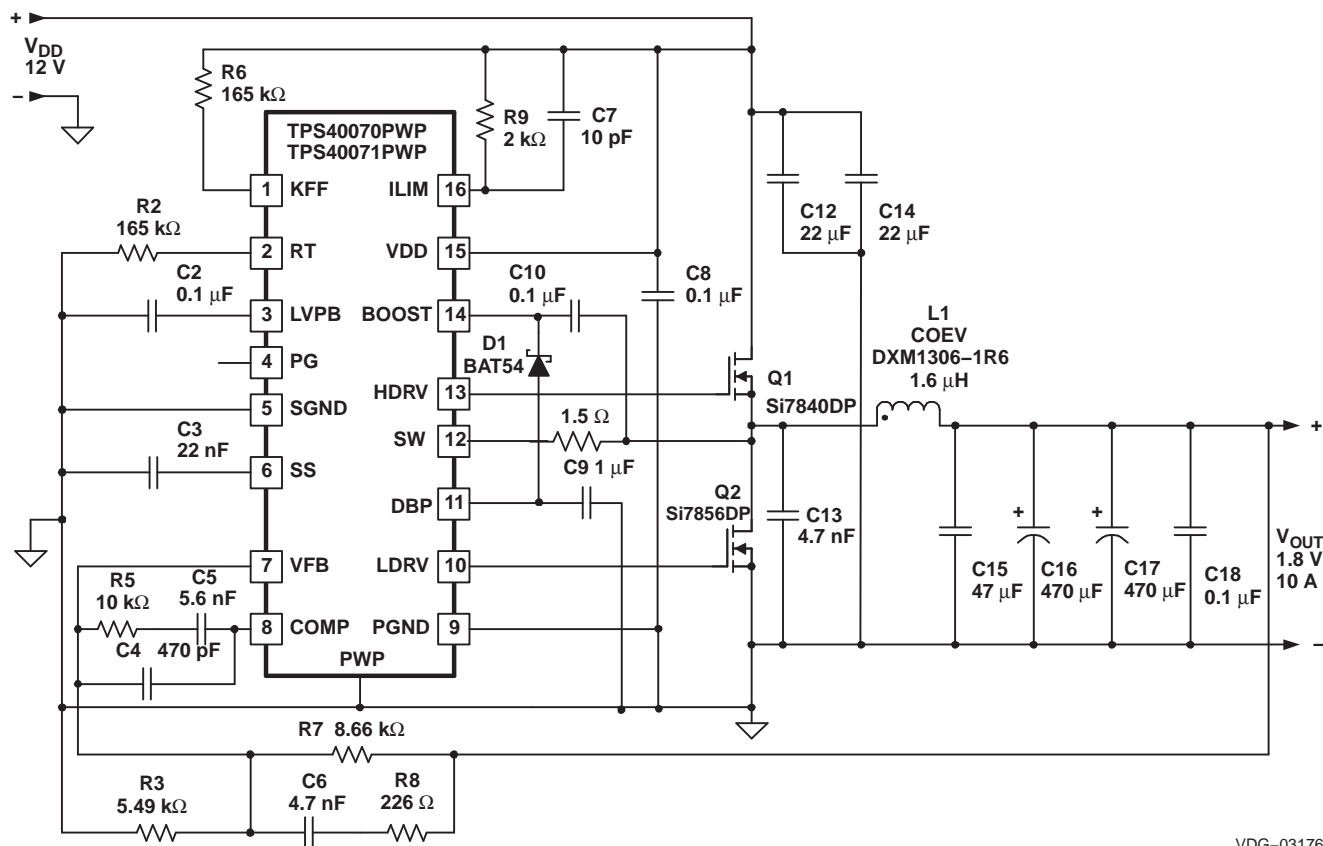 +
VDD
12 V
−
R6
165 kΩ
TPS40070PWP
TPS40071PWP
R9
2 kΩ
C7
10 pF
1 KFF
ILIM 16
R2
165 kΩ
2 RT
VDD 15
C12
22 μF
C14
22 μF
C2
0.1 μF
3 LVPB
BOOST 14
C10
0.1 μF
C8
0.1 μF
4 PG
D1
BAT54
L1
COEV
DXM1306−1R6
1.6 μH
HDRV 13
Q1
Si7840DP
5 SGND
1.5 Ω
SW 12
+
C3
22 nF
6 SS
C9 1 μF
DBP 11
Q2
Si7856DP
C13
4.7 nF
+
+
VOUT
1.8 V
10 A
7 VFB
LDRV 10
C15
47 μF
C16
470 μF
C17
470 μF
C18
0.1 μF
R5
10 kΩ
C5
5.6 nF
8 COMP
PGND 9
C4 470 pF
PWP
−
R7 8.66 kΩ
R3
5.49 kΩ
C6
4.7 nF
R8
226 Ω
VDG−03176